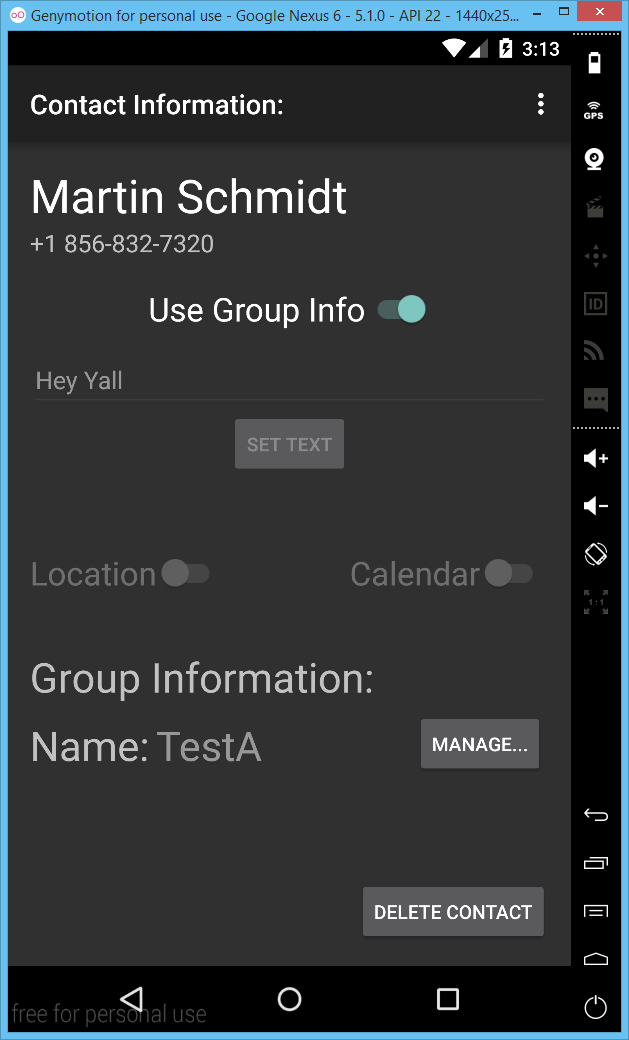 Genymotion for personal use - Google Nexus 6 - 5.1.0 - API 22 - 1440x25...
3:13
Contact Information:
GPS
Martin Schmidt
+1 856-832-7320
Use Group Info
ID
Hey Yall
SET TEXT
Location
Calendar
1:1
Group Information:
Name: TestA
MANAGE...
DELETE CONTACT
free for personal use